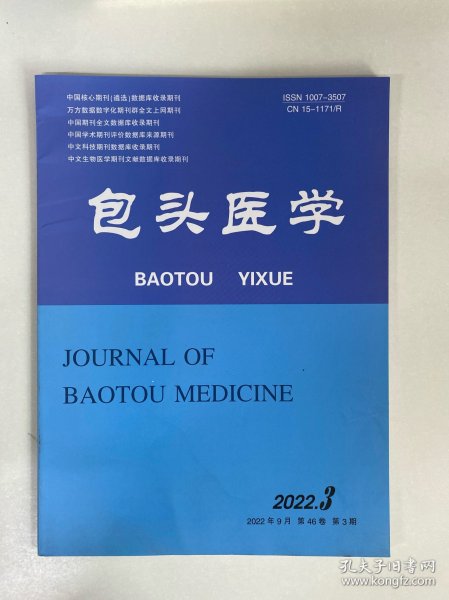 中国核心期刊(遴选)数据库收录期刊
万方数据数字化期刊群全文上网期刊
中国期刊全文数据库收录期刊
中国学术期刊评价数据库来源期刊
中文科技期刊数据库收录期刊
中文生物医学期刊文献数据库收录期刊
ISSN 1007-3507
CN 15-1171/R
包头医学
BAOTOU YIXUE
JOURNAL OF
BAOTOU MEDICINE
2022.3
2022年9月 第46卷 第3期
孔夫子旧书网
www.kongfz.com